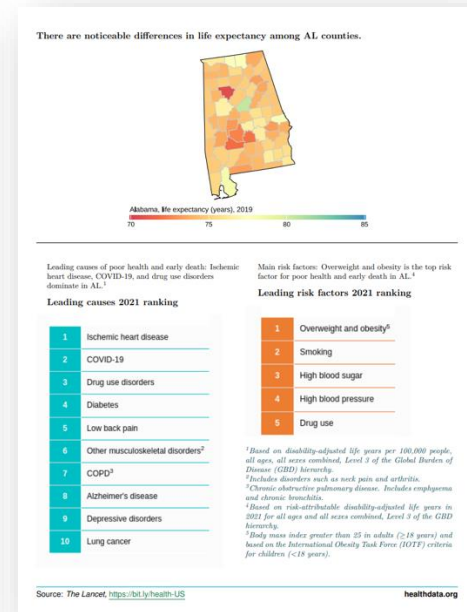 There are noticeable differences in life expectancy among AL counties.
Alabama, life expectancy (years), 2019
70 75 80 85
Leading causes of poor health and early death: Ischemic
heart disease, COVID-19, and drug use disorders
dominate in AL.¹
Leading causes 2021 ranking
1 Ischemic heart disease
2 COVID-19
3 Drug use disorders
4 Diabetes
5 Low back pain
6 Other musculoskeletal disorders²
7 COPD³
8 Alzheimer's disease
9 Depressive disorders
10 Lung cancer
Main risk factors: Overweight and obesity is the top risk
factor for poor health and early death in AL.⁴
Leading risk factors 2021 ranking
1 Overweight and obesity⁵
2 Smoking
3 High blood sugar
4 High blood pressure
5 Drug use
¹Based on disability-adjusted life years per 100,000 people,
all ages, all sexes combined, Level 3 of the Global Burden of
Disease (GBD) hierarchy.
²Includes disorders such as neck pain and arthritis.
³Chronic obstructive pulmonary disease. Includes emphysema
and chronic bronchitis.
⁴Based on risk-attributable disability-adjusted life years in
2021 for all ages and all sexes combined, Level 3 of the GBD
hierarchy.
⁵Body mass index greater than 25 in adults (≥18 years) and
based on the International Obesity Task Force (IOTF) criteria
for children (<18 years).
Source: The Lancet, https://bit.ly/health-US
healthdata.org